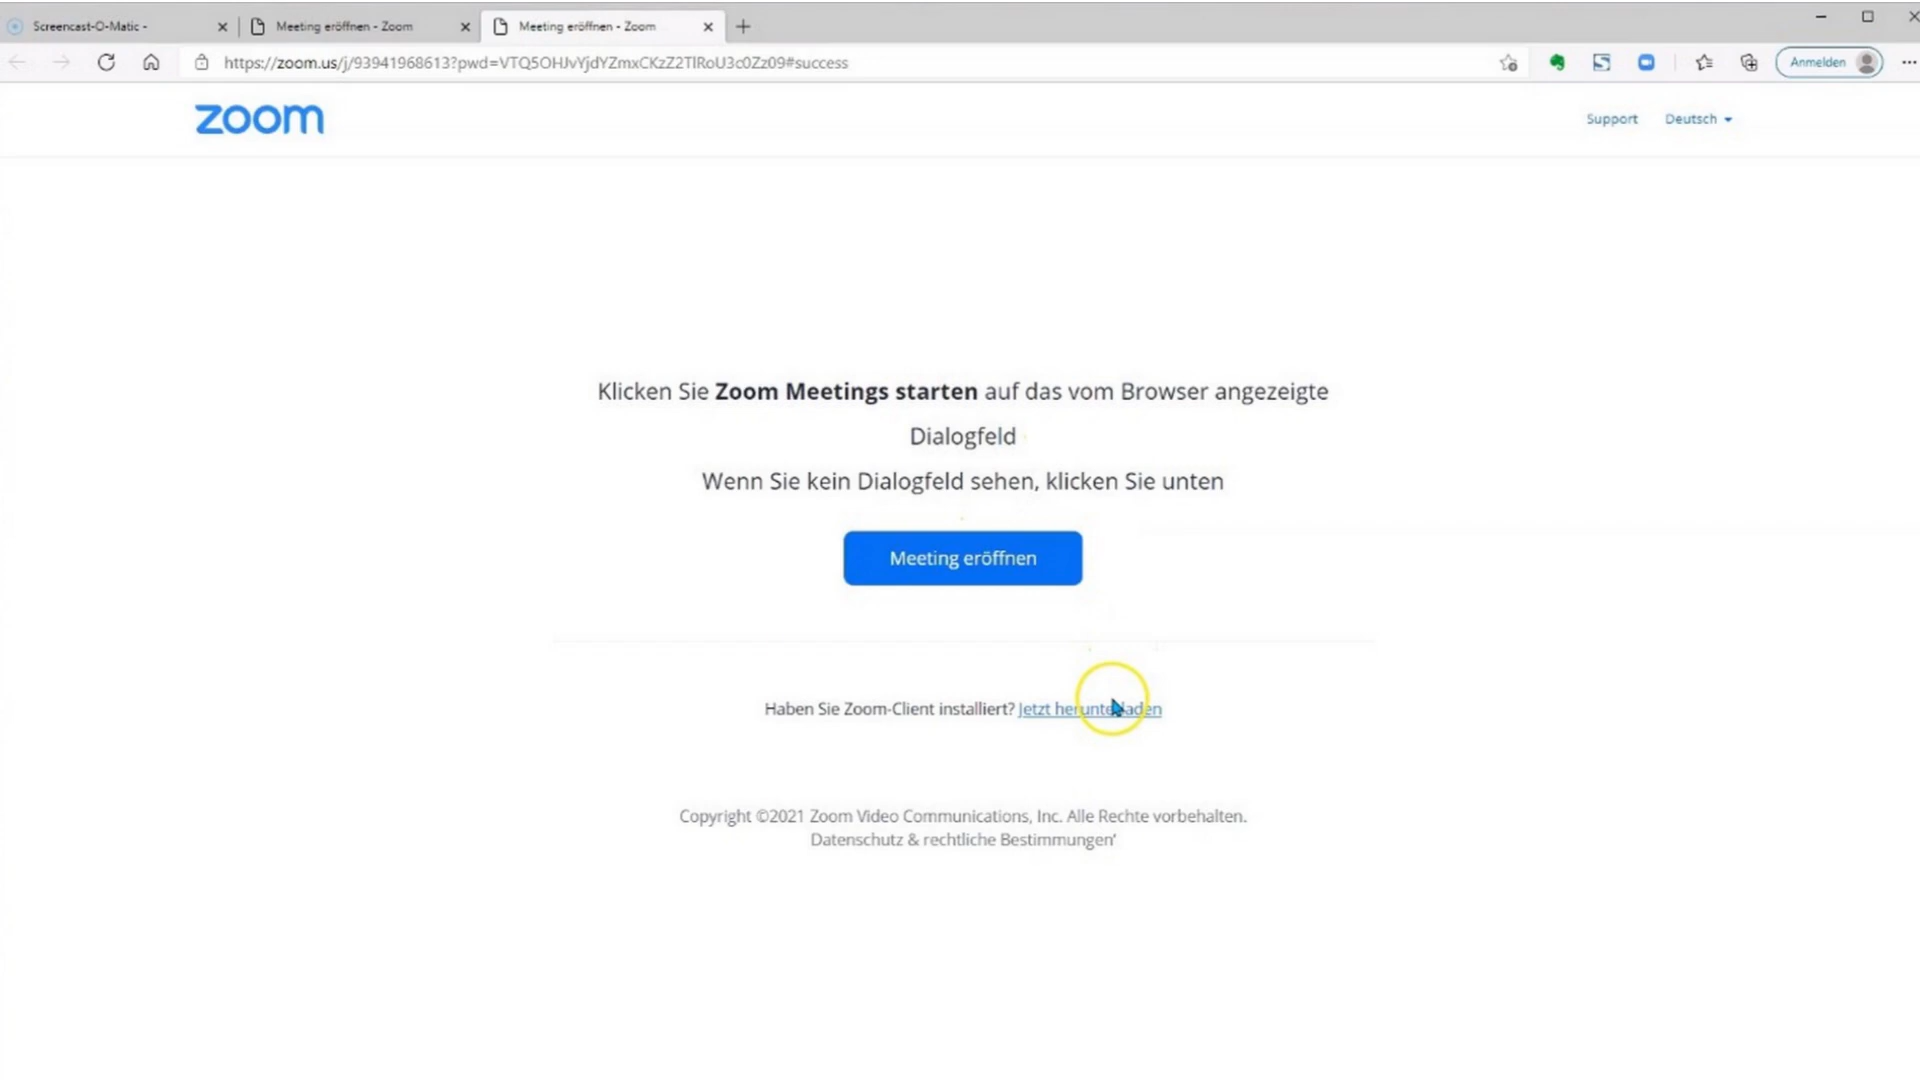 Screencast-O-Matic -
Meeting eröffnen - Zoom
Meeting eröffnen - Zoom
https://zoom.us/j/93941968613?pwd=VTQ5OHJvYjdYZmxCKzZ2TlRoU3c0Zz09#success
Anmelden
zoom
Support
Deutsch
Klicken Sie Zoom Meetings starten auf das vom Browser angezeigte
Dialogfeld
Wenn Sie kein Dialogfeld sehen, klicken Sie unten
Meeting eröffnen
Haben Sie Zoom-Client installiert? Jetzt herunterladen
Copyright ©2021 Zoom Video Communications, Inc. Alle Rechte vorbehalten.
Datenschutz & rechtliche Bestimmungen'